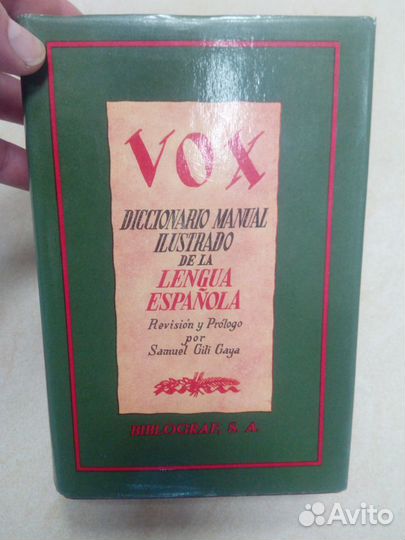 VOX
DICCIONARIO MANUAL
ILUSTRADO
DE LA
LENGUA
ESPAÑOLA
Revisión y Prólogo
por
Samuel Gili Gaya
BIBLOGRAF, S. A.
Avito